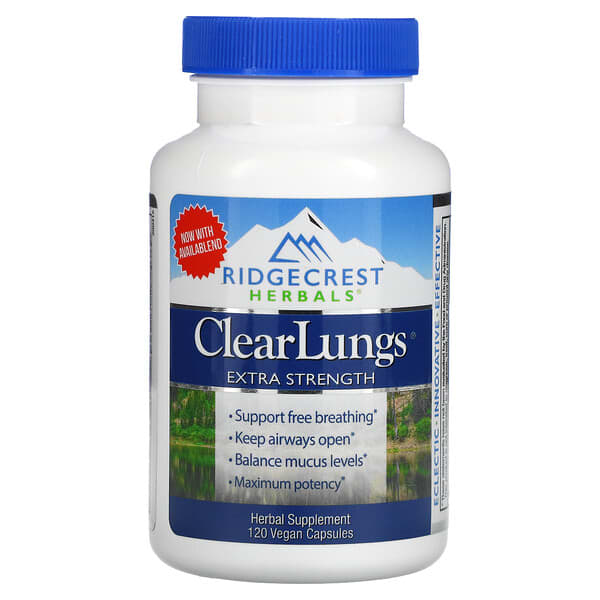 NOW WITH
AVAILABLEND
RIDGECREST
HERBALS®
ClearLungs®
EXTRA STRENGTH
• Support free breathing*
• Keep airways open*
• Balance mucus levels*
• Maximum potency*
Herbal Supplement
120 Vegan Capsules
ECLECTIC • INNOVATIVE • EFFECTIVE